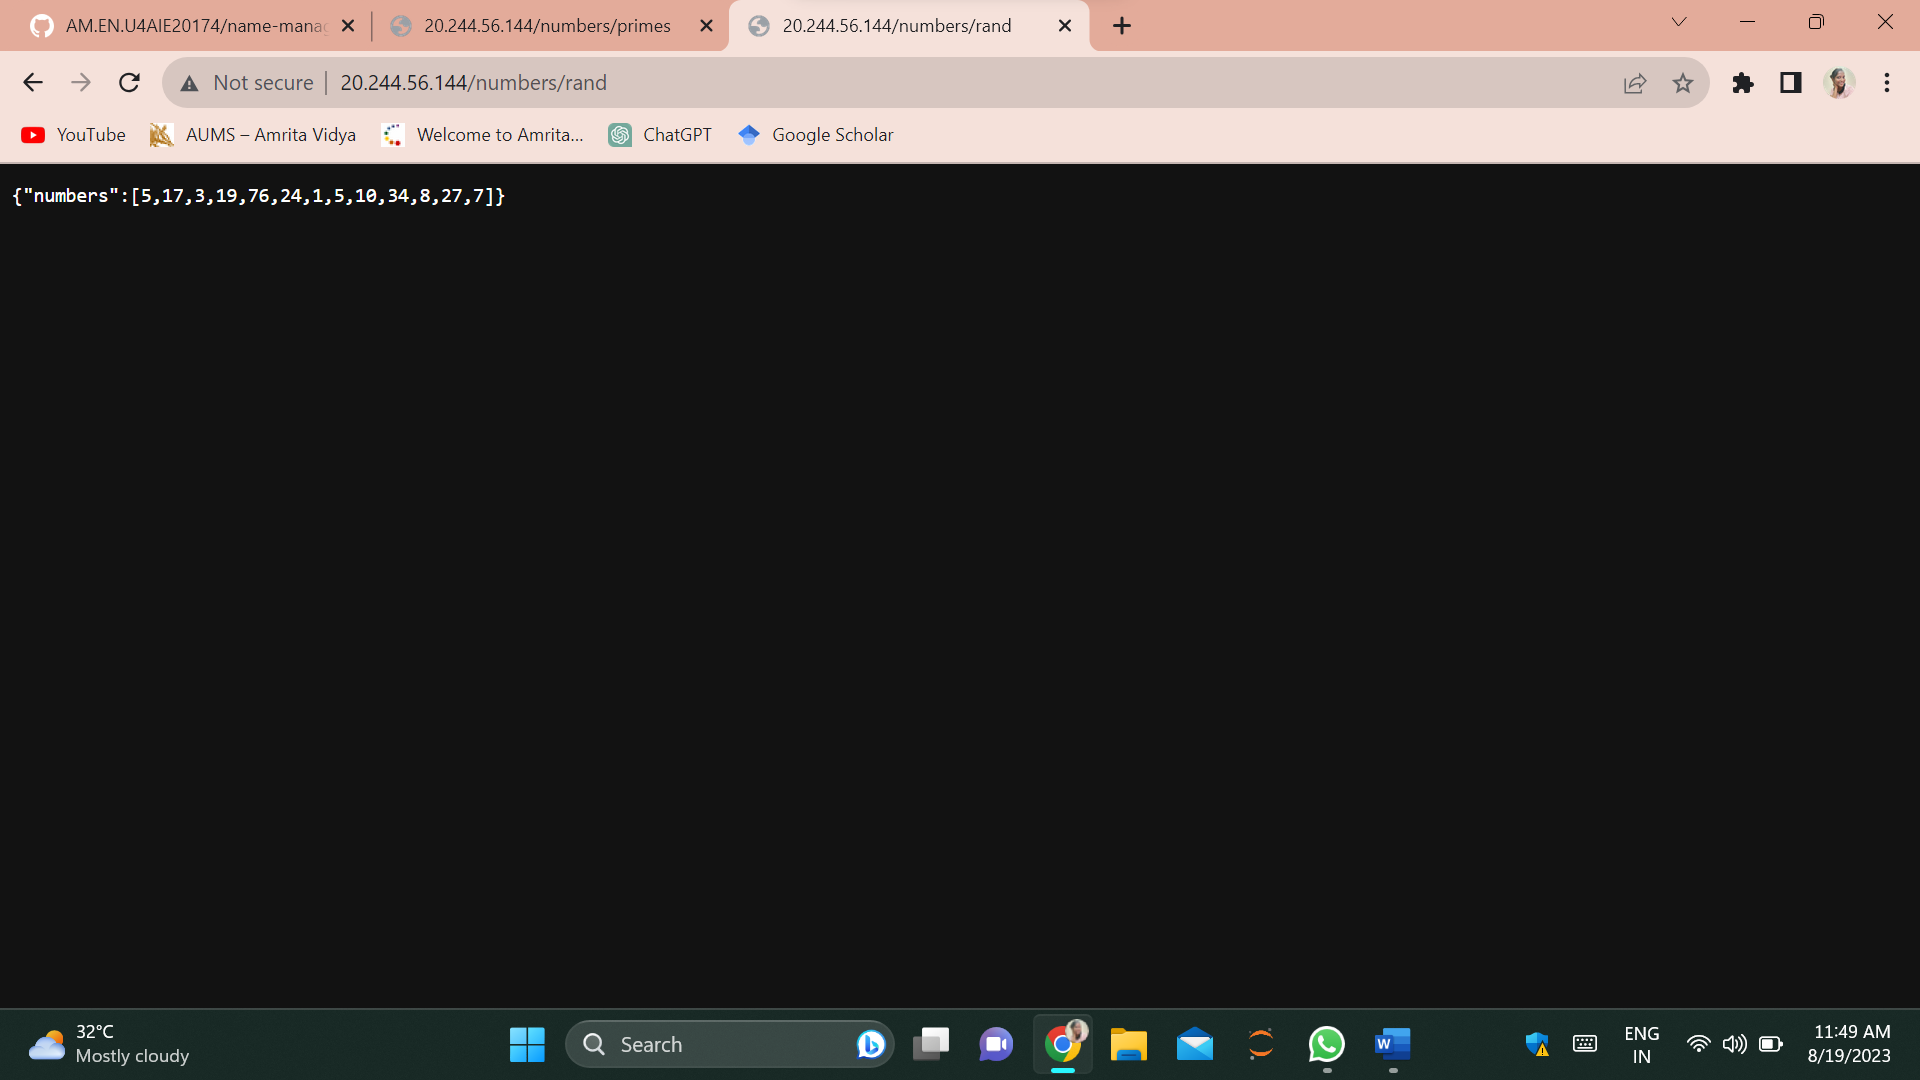 AM.EN.U4AIE20174/name-manag
20.244.56.144/numbers/primes
20.244.56.144/numbers/rand
Not secure
20.244.56.144/numbers/rand
YouTube
AUMS – Amrita Vidya
Welcome to Amrita...
ChatGPT
Google Scholar
{"numbers":[5,17,3,19,76,24,1,5,10,34,8,27,7]}
32°C
Mostly cloudy
Search
W
ENG
IN
11:49 AM
8/19/2023